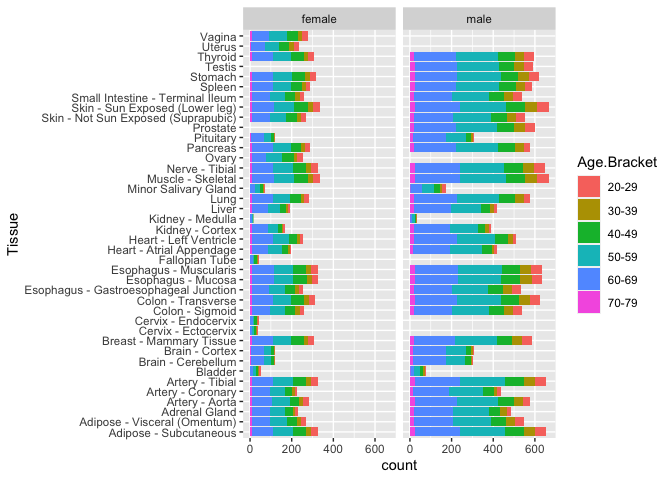 female male
Vagina
Uterus
Thyroid
Testis
Stomach
Spleen
Small Intestine - Terminal Ileum
Skin - Sun Exposed (Lower leg)
Skin - Not Sun Exposed (Suprapubic)
Prostate
Pituitary
Pancreas
Ovary
Nerve - Tibial
Muscle - Skeletal
Minor Salivary Gland
Lung
Liver
Kidney - Medulla
Kidney - Cortex
Heart - Left Ventricle
Heart - Atrial Appendage
Fallopian Tube
Esophagus - Muscularis
Esophagus - Mucosa
Esophagus - Gastroesophageal Junction
Colon - Transverse
Colon - Sigmoid
Cervix - Endocervix
Cervix - Ectocervix
Breast - Mammary Tissue
Brain - Cortex
Brain - Cerebellum
Bladder
Artery - Tibial
Artery - Coronary
Artery - Aorta
Adrenal Gland
Adipose - Visceral (Omentum)
Adipose - Subcutaneous
Tissue
0 200 400 600 0 200 400 600
count
Age.Bracket
20-29
30-39
40-49
50-59
60-69
70-79